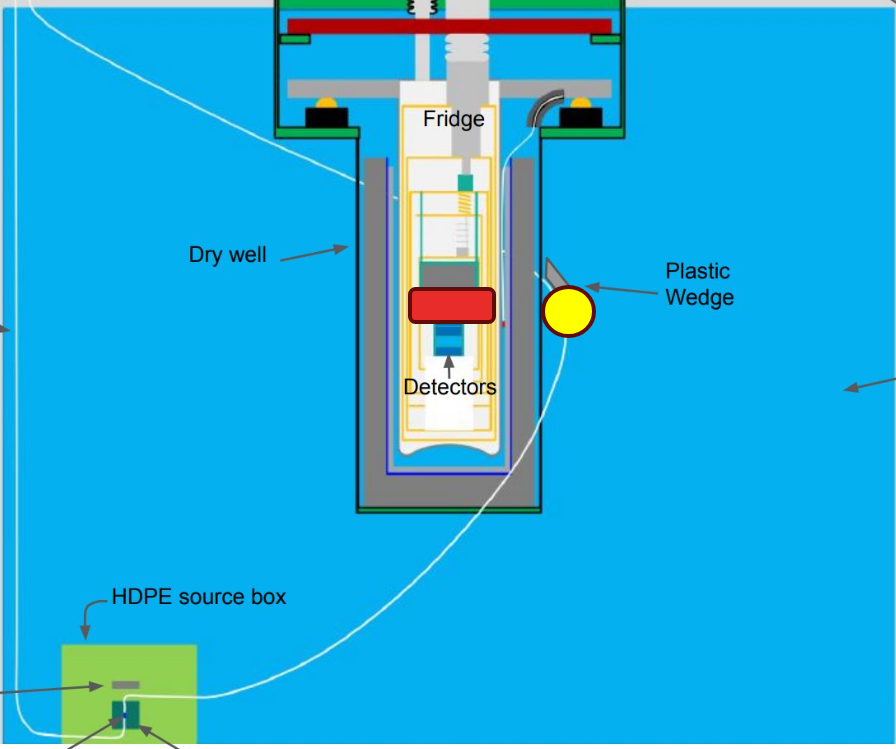 Fridge
Dry well
Plastic
Wedge
Detectors
HDPE source box